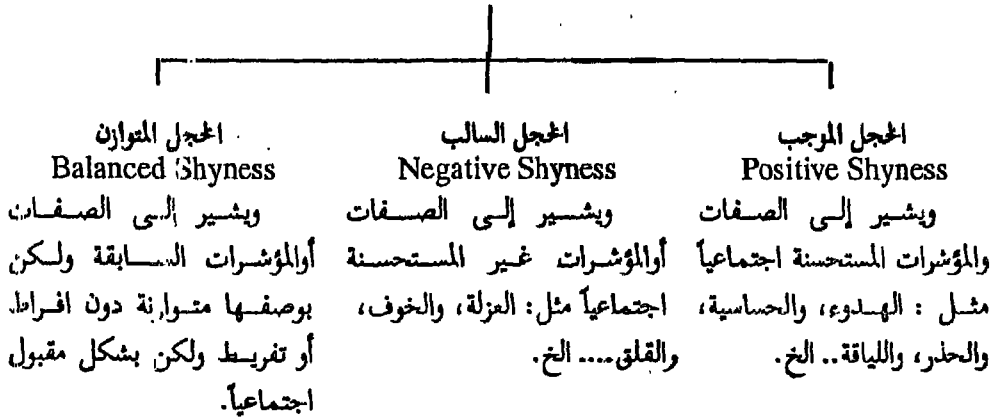 الخجل الموجب
Positive Shyness
ويشير إلى الصفات
والمؤشرات المستحسنة اجتماعياً
مثل : الهدوء، والحساسية،
والحذر، واللياقة.. الخ.
الخجل السالب
Negative Shyness
ويشير إلى الصفات
أوالمؤشرات غير المستحسنة
اجتماعياً مثل: العزلة، والخوف،
والقلق.... الخ.
الخجل المتوازن
Balanced Shyness
ويشير إلى الصفات
أوالمؤشرات السابقة ولكن
بوصفها متوازنة دون افراط
أو تفريط ولكن بشكل مقبول
اجتماعياً.